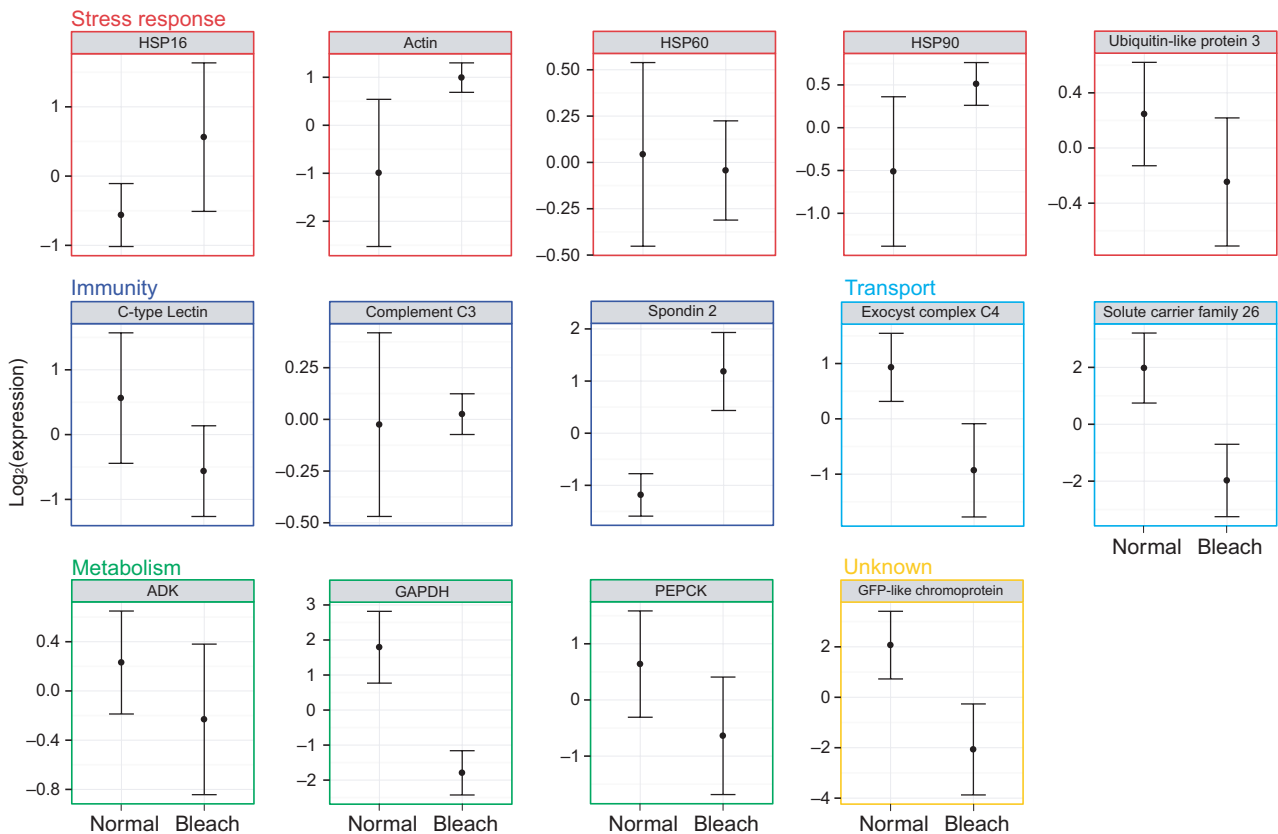 Stress response
HSP16 Actin HSP60 HSP90 Ubiquitin-like protein 3
1 0 –1
1 0 –1 –2
0.50 0.25 0.00 –0.25 –0.50
0.5 0.0 –0.5 –1.0
0.4 0.0 –0.4
Immunity Transport
C-type Lectin Complement C3 Spondin 2 Exocyst complex C4 Solute carrier family 26
Log₂(expression)
1 0 –1
0.25 0.00 –0.25 –0.50
2 1 0 –1
1 0 –1
2 0 –2
Normal Bleach
Metabolism Unknown
ADK GAPDH PEPCK GFP-like chromoprotein
0.4 0.0 –0.4 –0.8
3 2 1 0 –1 –2
1 0 –1
2 0 –2 –4
Normal Bleach Normal Bleach Normal Bleach Normal Bleach